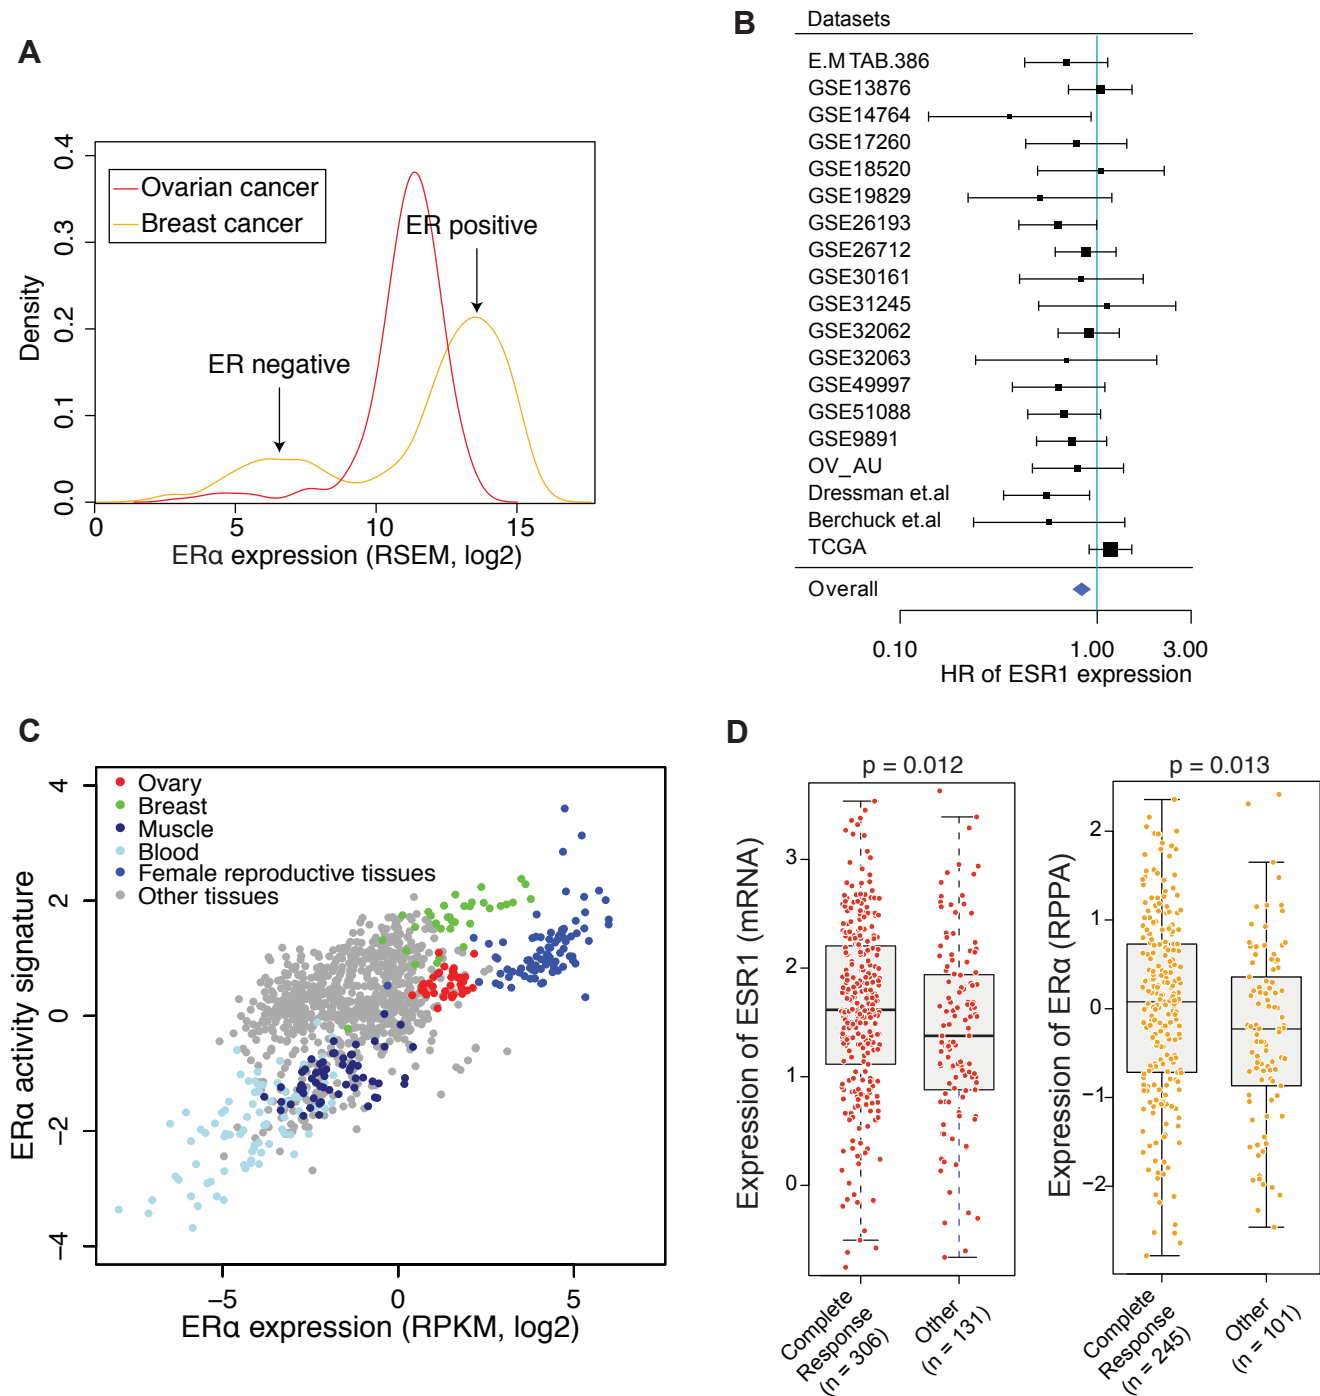 A
0.4
0.3
0.2
0.1
0.0
Density
Ovarian cancer
Breast cancer
ER positive
ER negative
0
5
10
15
ERα expression (RSEM, log2)
B
Datasets
E.M TAB.386
GSE13876
GSE14764
GSE17260
GSE18520
GSE19829
GSE26193
GSE26712
GSE30161
GSE31245
GSE32062
GSE32063
GSE49997
GSE51088
GSE9891
OV_AU
Dressman et.al
Berchuck et.al
TCGA
Overall
0.10
1.00
3.00
HR of ESR1 expression
C
4
2
0
−2
−4
ERα activity signature
Ovary
Breast
Muscle
Blood
Female reproductive tissues
Other tissues
−5
0
5
ERα expression (RPKM, log2)
D
p = 0.012
3
2
1
0
Expression of ESR1 (mRNA)
Complete
Response
(n = 306)
Other
(n = 131)
p = 0.013
2
1
0
−1
−2
Expression of ERα (RPPA)
Complete
Response
(n = 245)
Other
(n = 101)